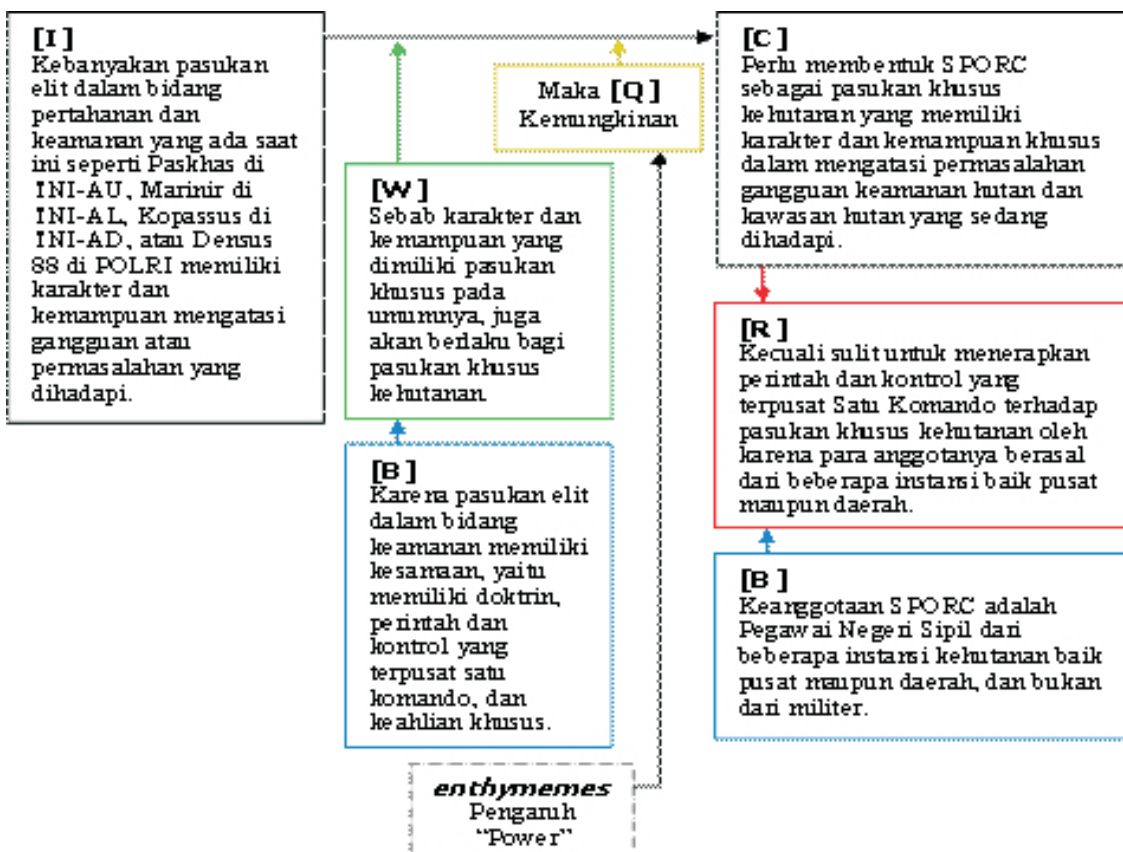 [I]
Kebanyakan pasukan
elit dalam bidang
pertahanan dan
keamanan yang ada saat
ini seperti Paskhas di
INI-AU, Marinir di
INI-AL, Kopassus di
INI-AD, atau Densus
88 di POLRI memiliki
karakter dan
kemampuan mengatasi
gangguan atau
permasalahan yang
dihadapi.
Maka [Q]
Kemungkinan
[W]
Sebab karakter dan
kemampuan yang
dimiliki pasukan
khusus pada
umumnya, juga
akan berlaku bagi
pasukan khusus
kehutanan.
[B]
Karena pasukan elit
dalam bidang
keamanan memiliki
kesamaan, yaitu
memiliki doktrin,
perintah dan
kontrol yang
terpusat satu
komando, dan
keahlian khusus.
enthymemes
Pengaruh
“Power”
[C]
Perlu membentuk SPORC
sebagai pasukan khusus
kehutanan yang memiliki
karakter dan kemampuan khusus
dalam mengatasi permasalahan
gangguan keamanan hutan dan
kawasan hutan yang sedang
dihadapi.
[R]
Kecuali sulit untuk menerapkan
perintah dan kontrol yang
terpusat Satu Komando terhadap
pasukan khusus kehutanan oleh
karena para anggotanya berasal
dari beberapa instansi baik pusat
maupun daerah.
[B]
Keanggotaan SPORC adalah
Pegawai Negeri Sipil dari
beberapa instansi kehutanan baik
pusat maupun daerah, dan bukan
dari militer.